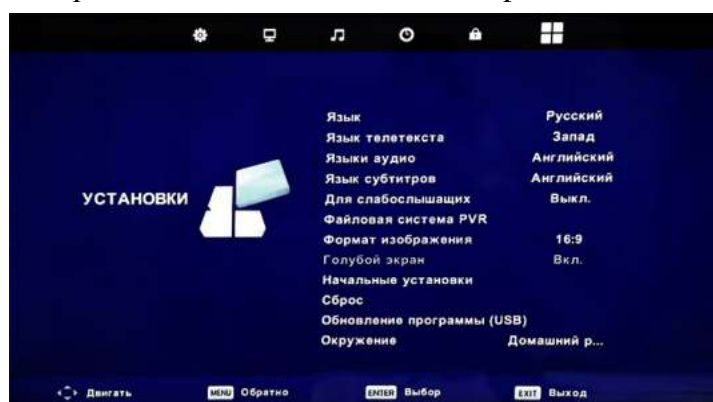 УСТАНОВКИ
Язык Русский
Язык телетекста Запад
Языки аудио Английский
Язык субтитров Английский
Для слабослышащих Выкл.
Файловая система PVR
Формат изображения 16:9
Голубой экран Вкл.
Начальные установки
Сброс
Обновление программы (USB)
Окружение Домашний р...
Двигать MENU Обратно ENTER Выбор EXIT Выход